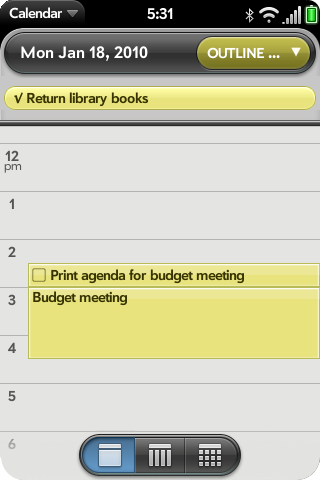 Calendar 5:31
Mon Jan 18, 2010 OUTLINE ...
√ Return library books
12
pm
1
2
Print agenda for budget meeting
3 Budget meeting
4
5
6